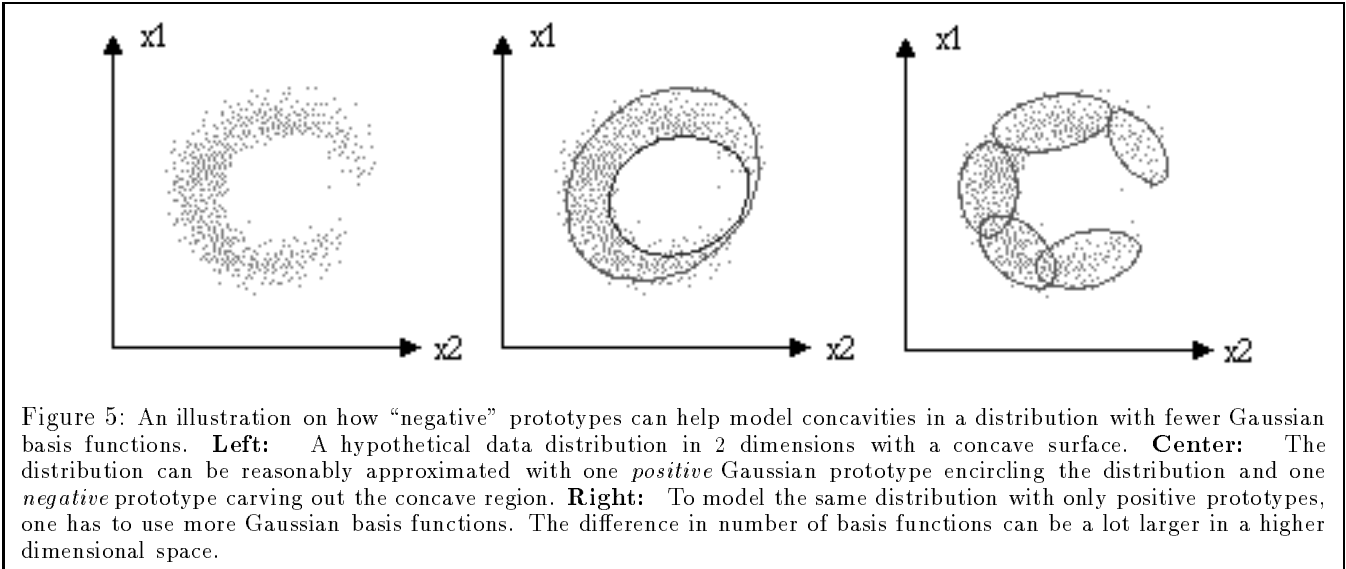 x1
x1
x1
x2
x2
x2
Figure 5: An illustration on how “negative” prototypes can help model concavities in a distribution with fewer Gaussian
basis functions. Left: A hypothetical data distribution in 2 dimensions with a concave surface. Center: The
distribution can be reasonably approximated with one positive Gaussian prototype encircling the distribution and one
negative prototype carving out the concave region. Right: To model the same distribution with only positive prototypes,
one has to use more Gaussian basis functions. The difference in number of basis functions can be a lot larger in a higher
dimensional space.